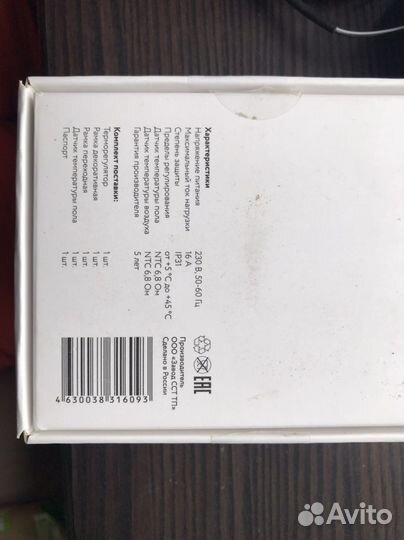 Характеристики
Напряжение питания 230 В, 50-60 Гц
Максимальный ток нагрузки 16 А
Степень защиты IP31
Пределы регулирования от +5 °C до +45 °C
Датчик температуры пола NTC 6,8 Ом
Датчик температуры воздуха NTC 6,8 Ом
Гарантия производителя 5 лет
Комплект поставки:
Терморегулятор 1 шт.
Рамка декоративная 1 шт.
Рамка переходная 1 шт.
Датчик температуры пола 1 шт.
Паспорт 1 шт.
Производитель
ООО «Завод ССТ ТП»
Сделано в России
EAC
4 630038 316093
Avito